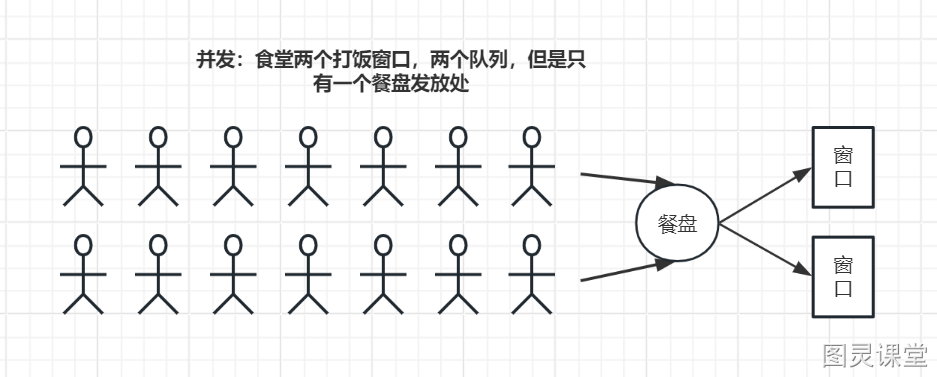 并发：食堂两个打饭窗口，两个队列，但是只
有一个餐盘发放处
窗
口
餐盘
窗
口
图灵课堂